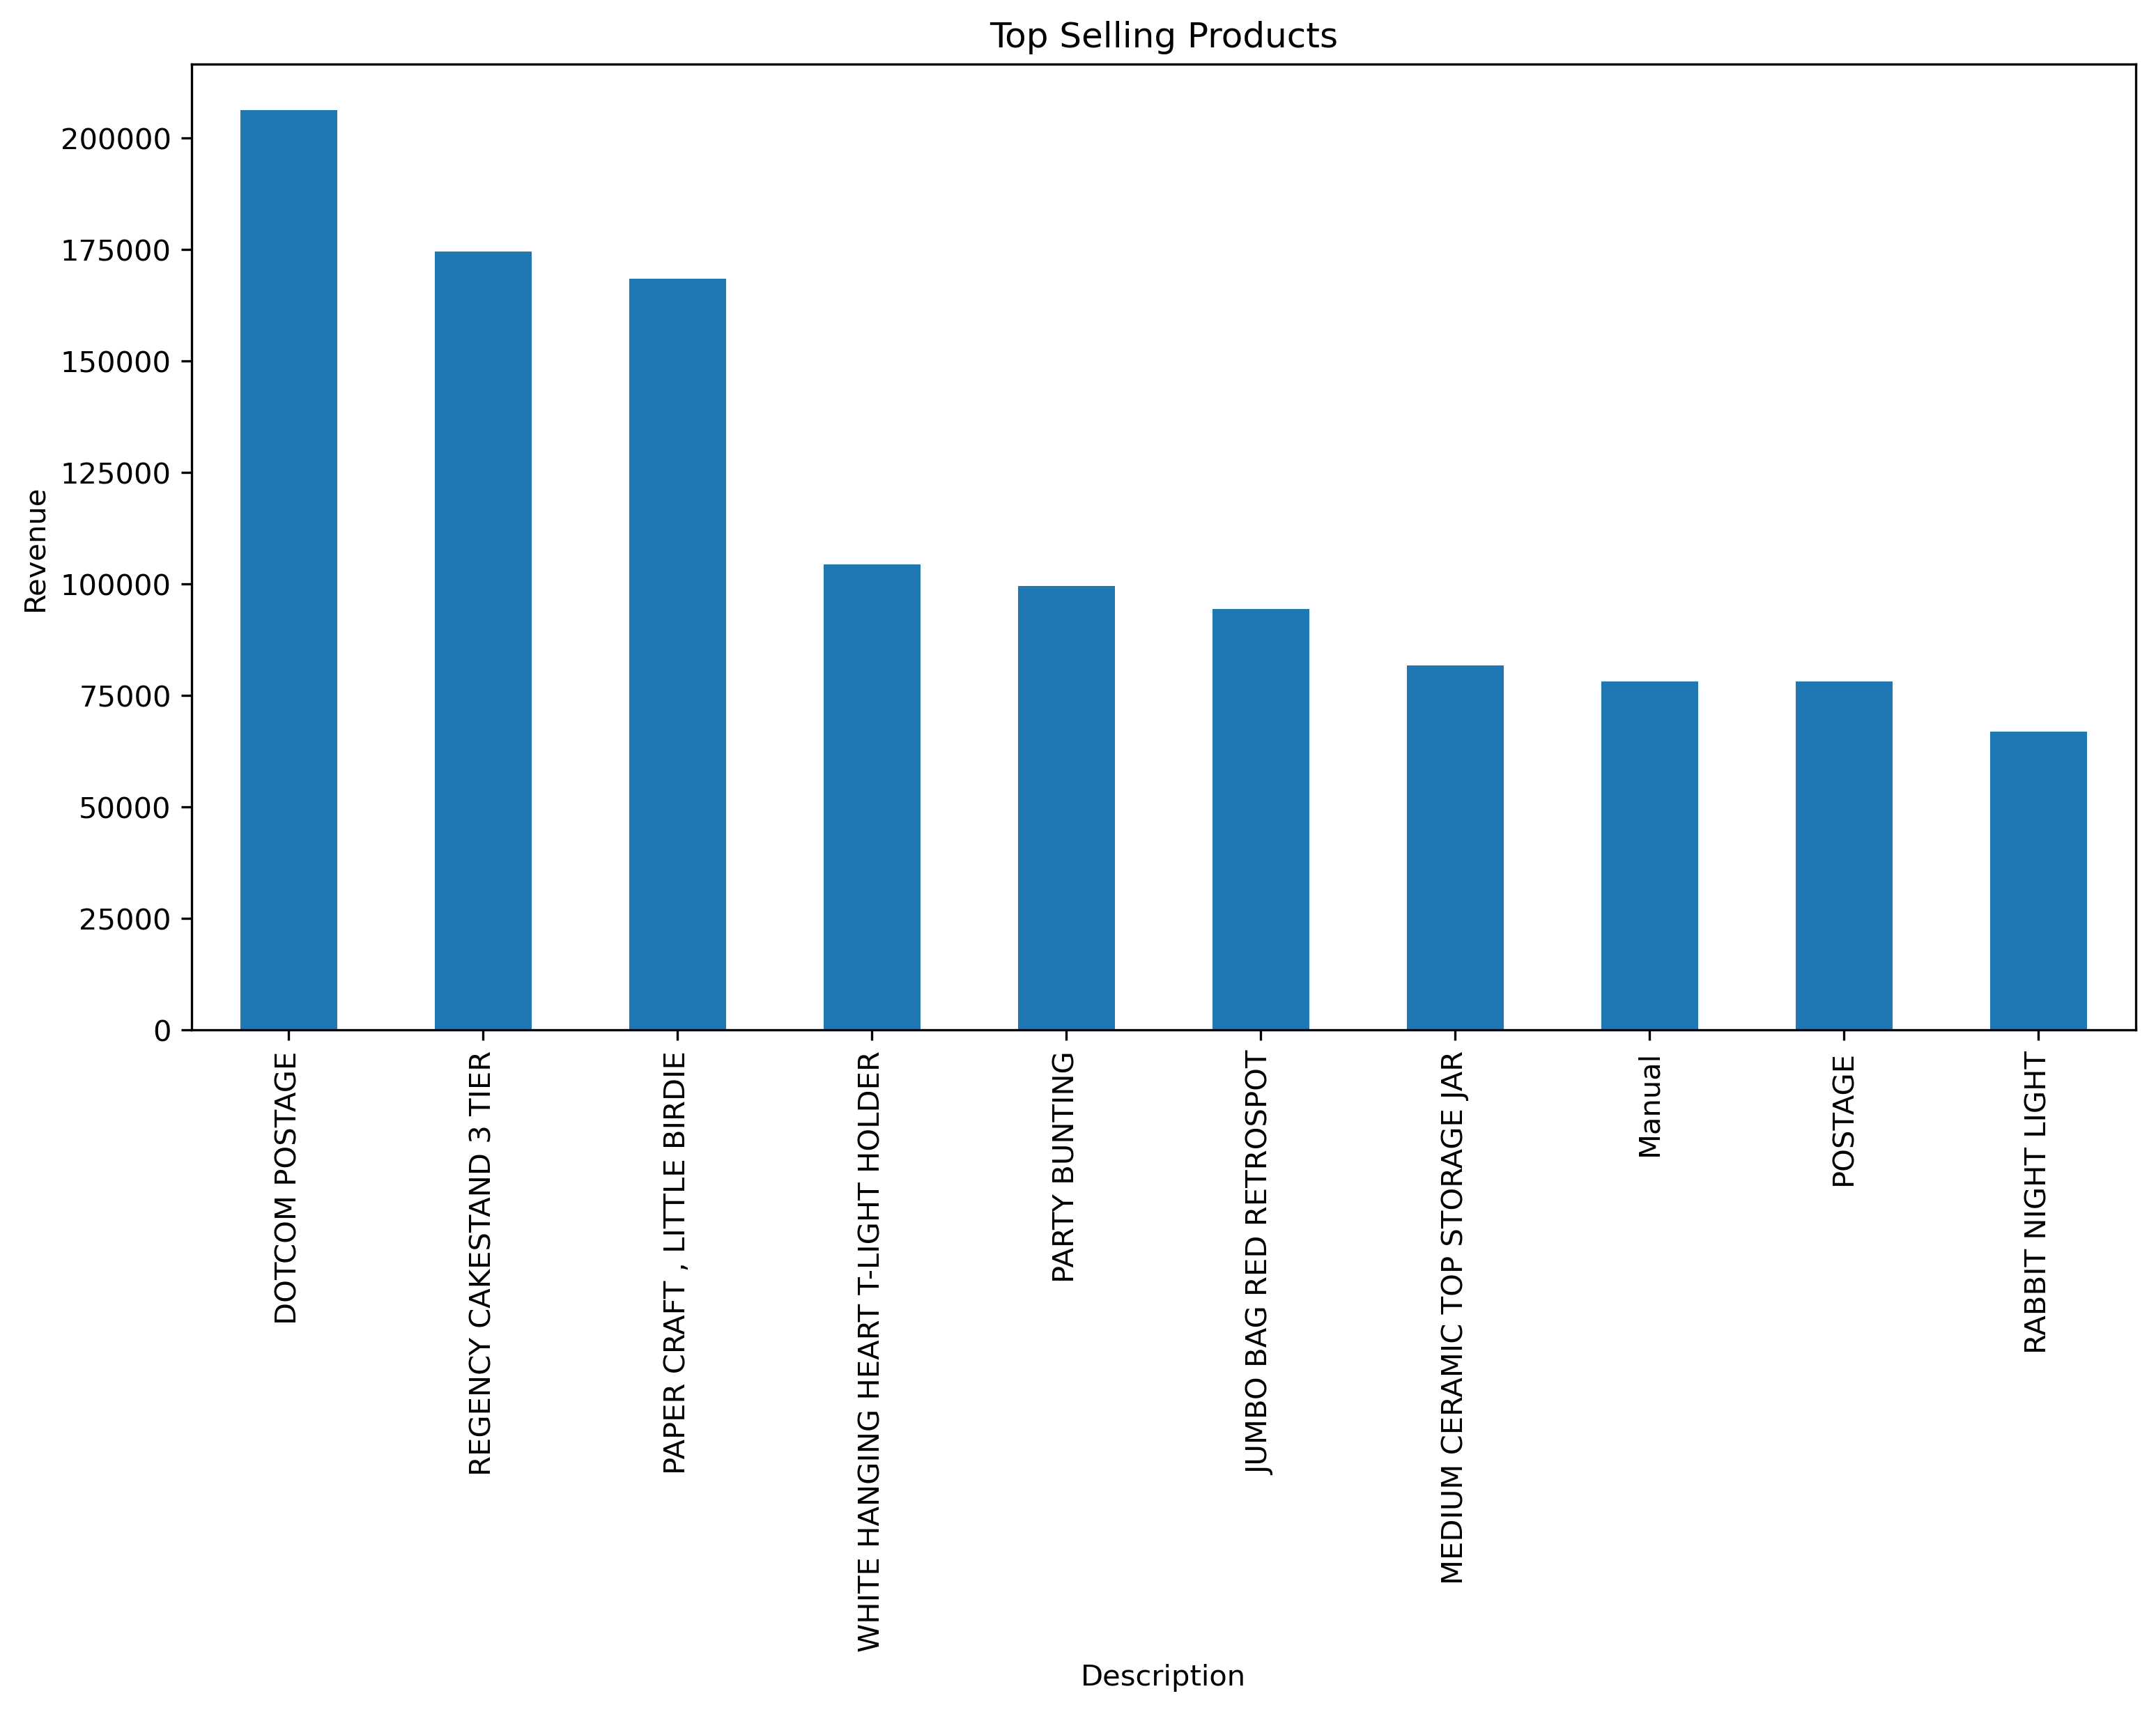 Top Selling Products
Revenue
200000
175000
150000
125000
100000
75000
50000
25000
0
DOTCOM POSTAGE
REGENCY CAKESTAND 3 TIER
PAPER CRAFT , LITTLE BIRDIE
WHITE HANGING HEART T-LIGHT HOLDER
PARTY BUNTING
JUMBO BAG RED RETROSPOT
MEDIUM CERAMIC TOP STORAGE JAR
Manual
POSTAGE
RABBIT NIGHT LIGHT
Description